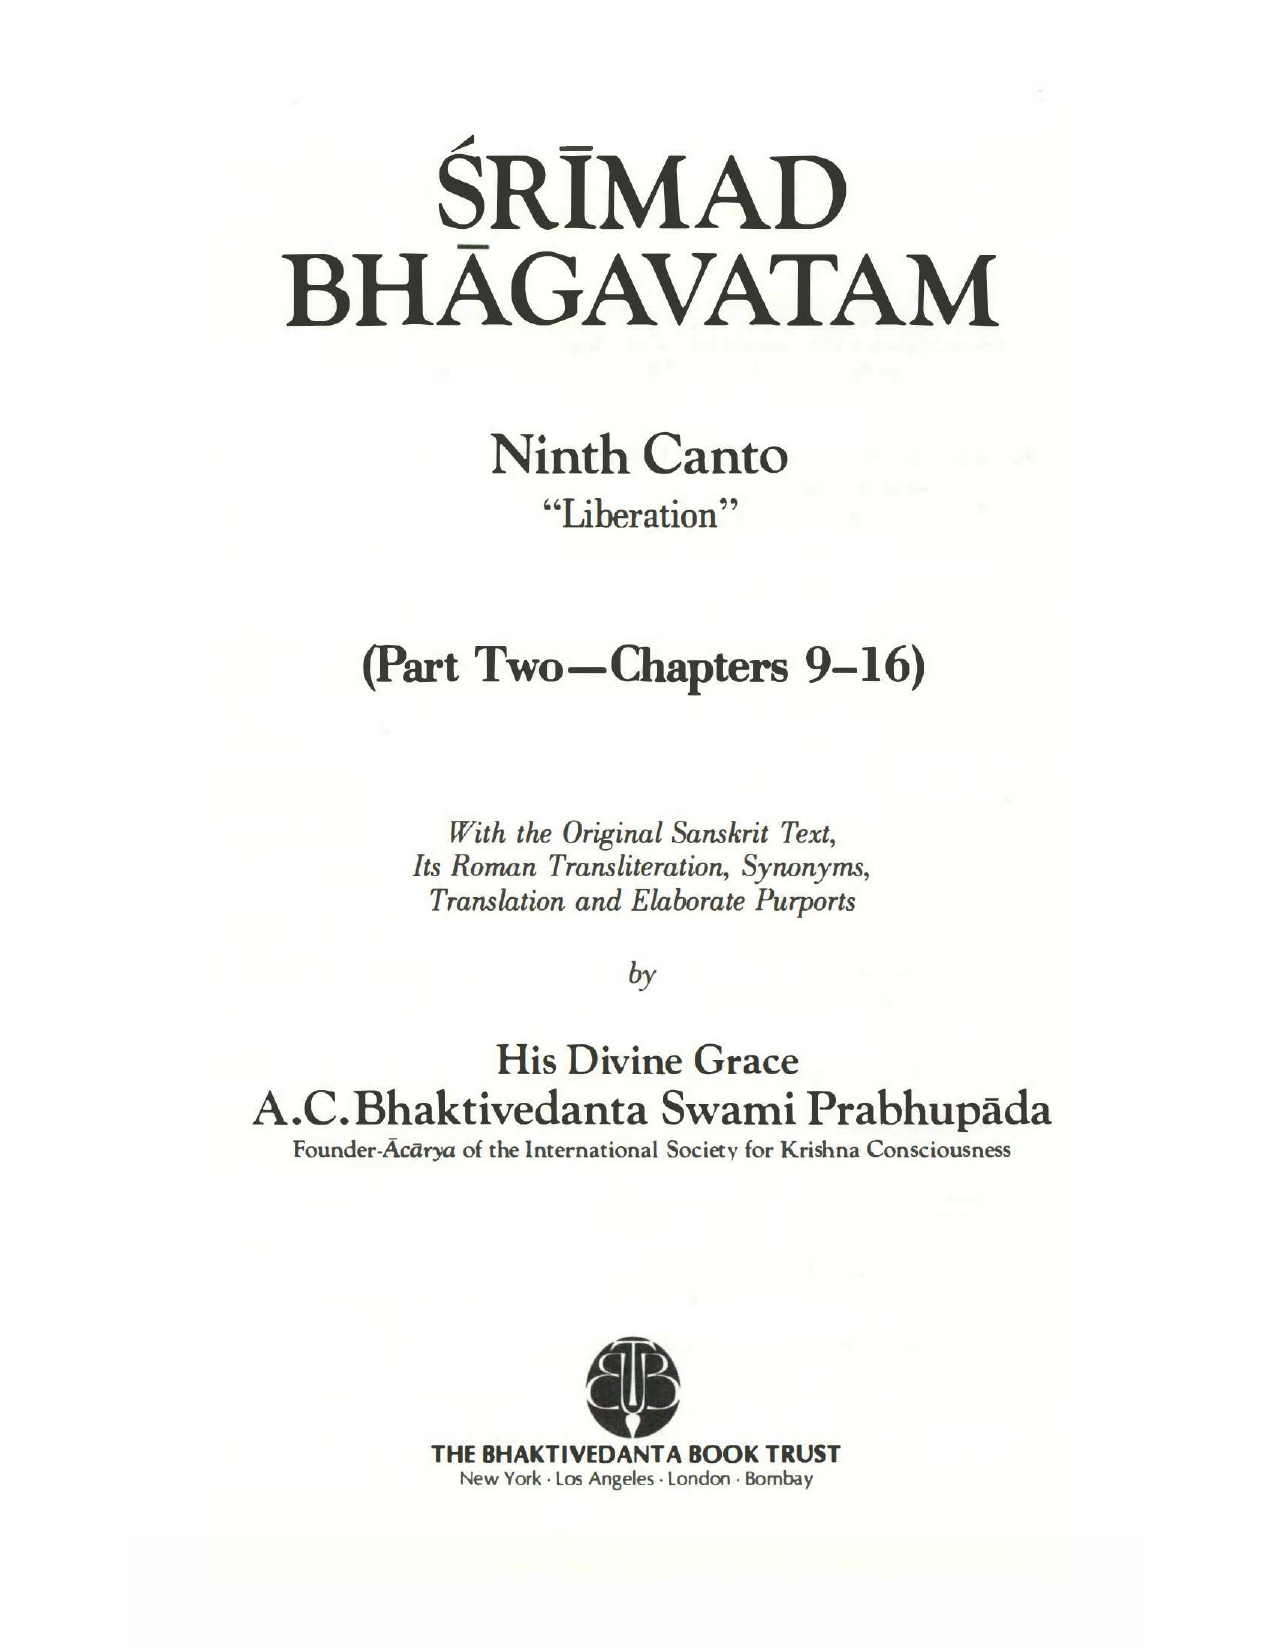 ŚRĪMAD
BHĀGAVATAM
Ninth Canto
“Liberation”
(Part Two—Chapters 9–16)
With the Original Sanskrit Text,
Its Roman Transliteration, Synonyms,
Translation and Elaborate Purports
by
His Divine Grace
A.C.Bhaktivedanta Swami Prabhupāda
Founder-Ācārya of the International Society for Krishna Consciousness
BTB
THE BHAKTIVEDANTA BOOK TRUST
New York · Los Angeles · London · Bombay